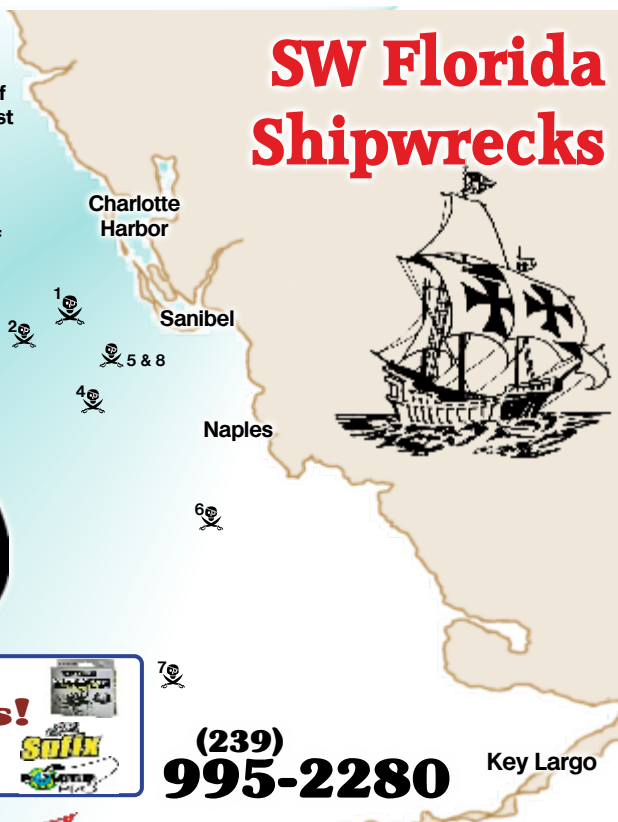 SW Florida
Shipwrecks
f
st
Charlotte
Harbor
1
Sanibel
2
5 & 8
4
Naples
6
7
s!
Sufix
(239)
995-2280
Key Largo